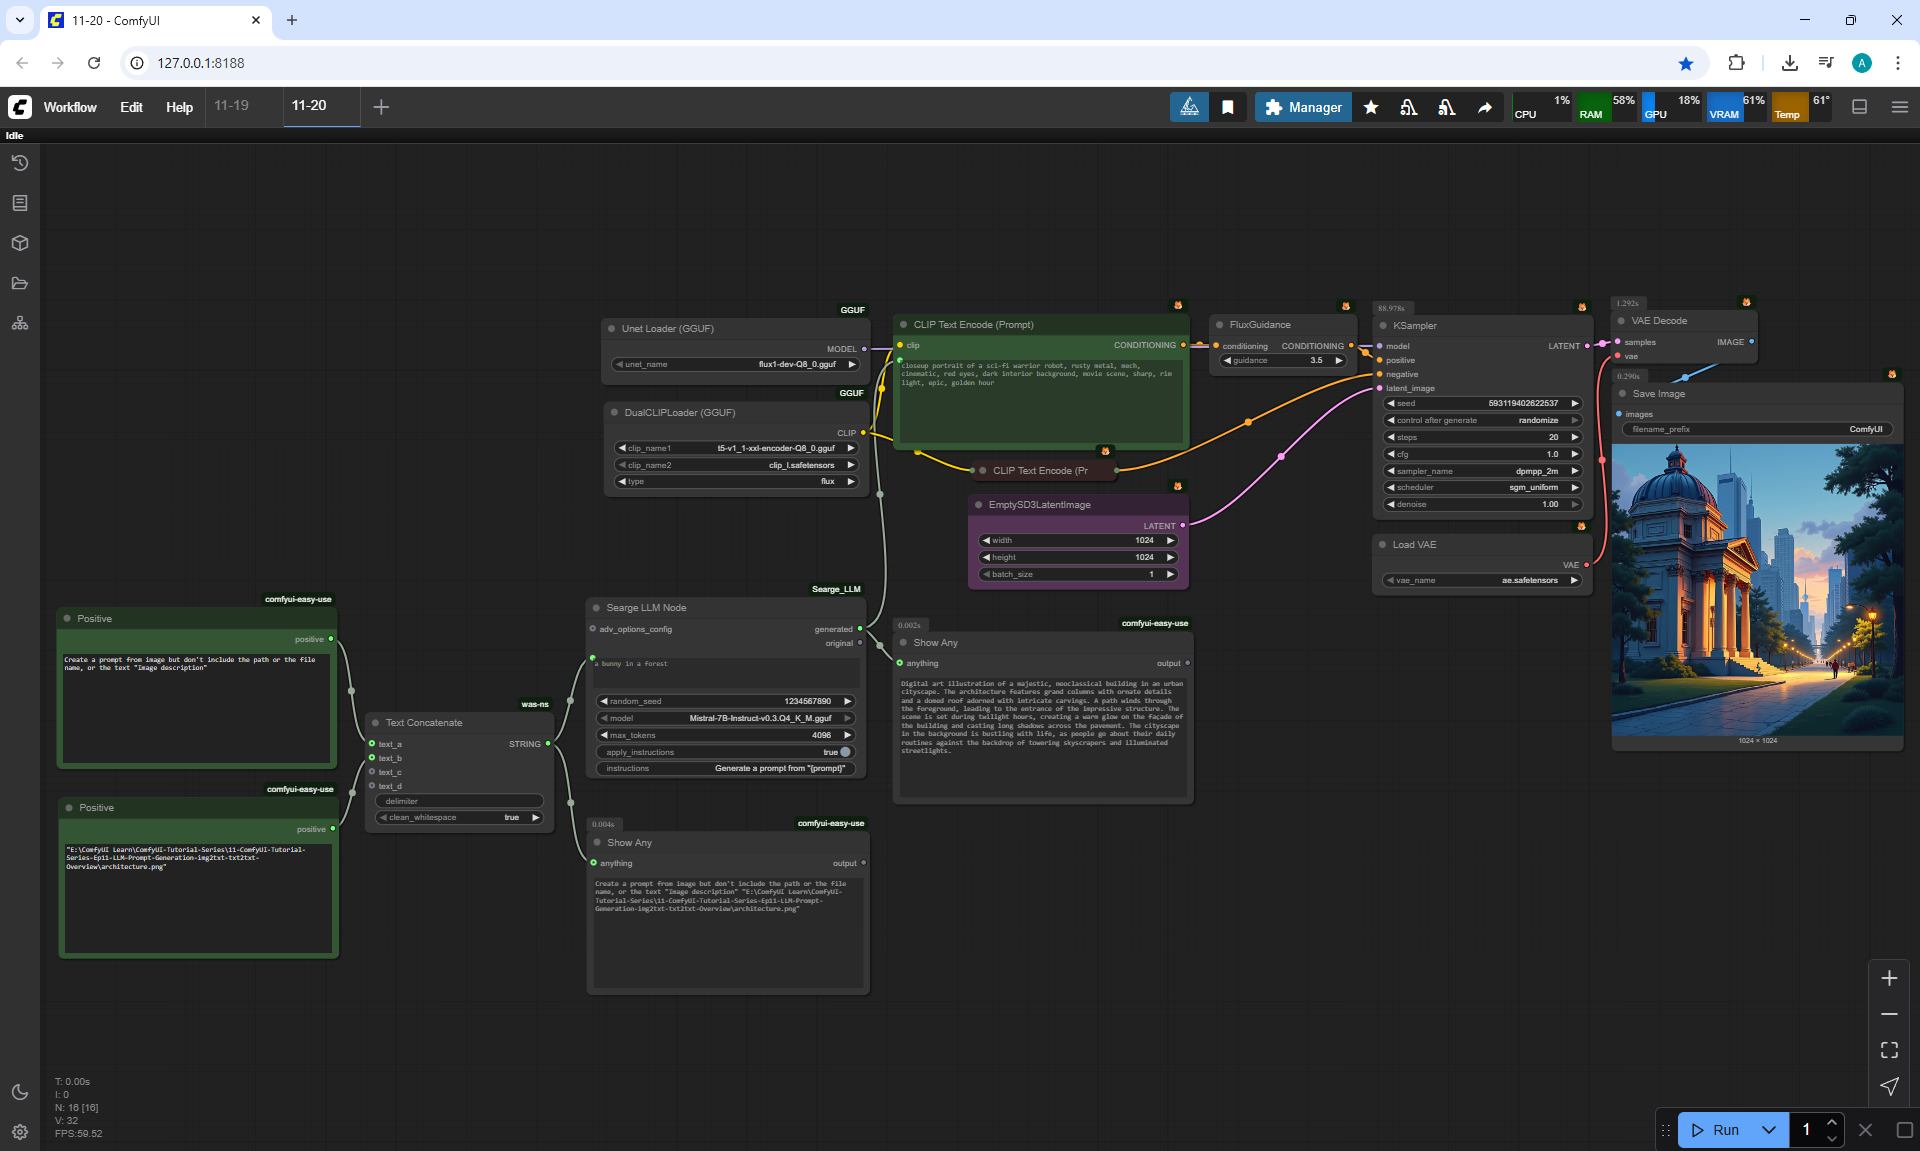 11-20 - ComfyUI
127.0.0.1:8188
A
Workflow Edit Help 11-19 11-20
Manager
CPU 1% RAM 58% GPU 18% VRAM 61% Temp 61°
Idle
GGUF
Unet Loader (GGUF)
MODEL
unet_name flux1-dev-Q8_0.gguf
GGUF
DualCLIPLoader (GGUF)
CLIP
clip_name1 t5-v1_1-xxl-encoder-Q8_0.gguf
clip_name2 clip_l.safetensors
type flux
CLIP Text Encode (Prompt)
clip CONDITIONING
closeup portrait of a sci-fi warrior robot, rusty metal, mech,
cinematic, red eyes, dark interior background, movie scene, sharp, rim
light, epic, golden hour
CLIP Text Encode (Pr
EmptySD3LatentImage
LATENT
width 1024
height 1024
batch_size 1
FluxGuidance
conditioning CONDITIONING
guidance 3.5
88.978s
KSampler
model LATENT
positive
negative
latent_image
seed 593119402622537
control after generate randomize
steps 20
cfg 1.0
sampler_name dpmpp_2m
scheduler sgm_uniform
denoise 1.00
Load VAE
VAE
vae_name ae.safetensors
1.292s
VAE Decode
samples IMAGE
vae
0.290s
Save Image
images
filename_prefix ComfyUI
1024 × 1024
comfyui-easy-use
Positive
positive
Create a prompt from image but don't include the path or the file
name, or the text "Image description"
comfyui-easy-use
Positive
positive
"E:\ComfyUI Learn\ComfyUI-Tutorial-Series\11-ComfyUI-Tutorial-
Series-Ep11-LLM-Prompt-Generation-img2txt-txt2txt-
Overview\architecture.png"
was-ns
Text Concatenate
text_a STRING
text_b
text_c
text_d
delimiter
clean_whitespace true
Searge_LLM
Searge LLM Node
adv_options_config generated
original
a bunny in a forest
random_seed 1234567890
model Mistral-7B-Instruct-v0.3.Q4_K_M.gguf
max_tokens 4096
apply_instructions true
instructions Generate a prompt from "{prompt}"
0.004s comfyui-easy-use
Show Any
anything output
Create a prompt from image but don't include the path or the file
name, or the text "Image description" "E:\ComfyUI Learn\ComfyUI-
Tutorial-Series\11-ComfyUI-Tutorial-Series-Ep11-LLM-Prompt-
Generation-img2txt-txt2txt-Overview\architecture.png"
0.002s comfyui-easy-use
Show Any
anything output
Digital art illustration of a majestic, neoclassical building in an urban
cityscape. The architecture features grand columns with ornate details
and a domed roof adorned with intricate carvings. A path winds through
the foreground, leading to the entrance of the impressive structure. The
scene is set during twilight hours, creating a warm glow on the façade of
the building and casting long shadows across the pavement. The cityscape
in the background is bustling with life, as people go about their daily
routines against the backdrop of towering skyscrapers and illuminated
streetlights.
T: 0.00s
I: 0
N: 16 [16]
V: 32
FPS:59.52
Run 1